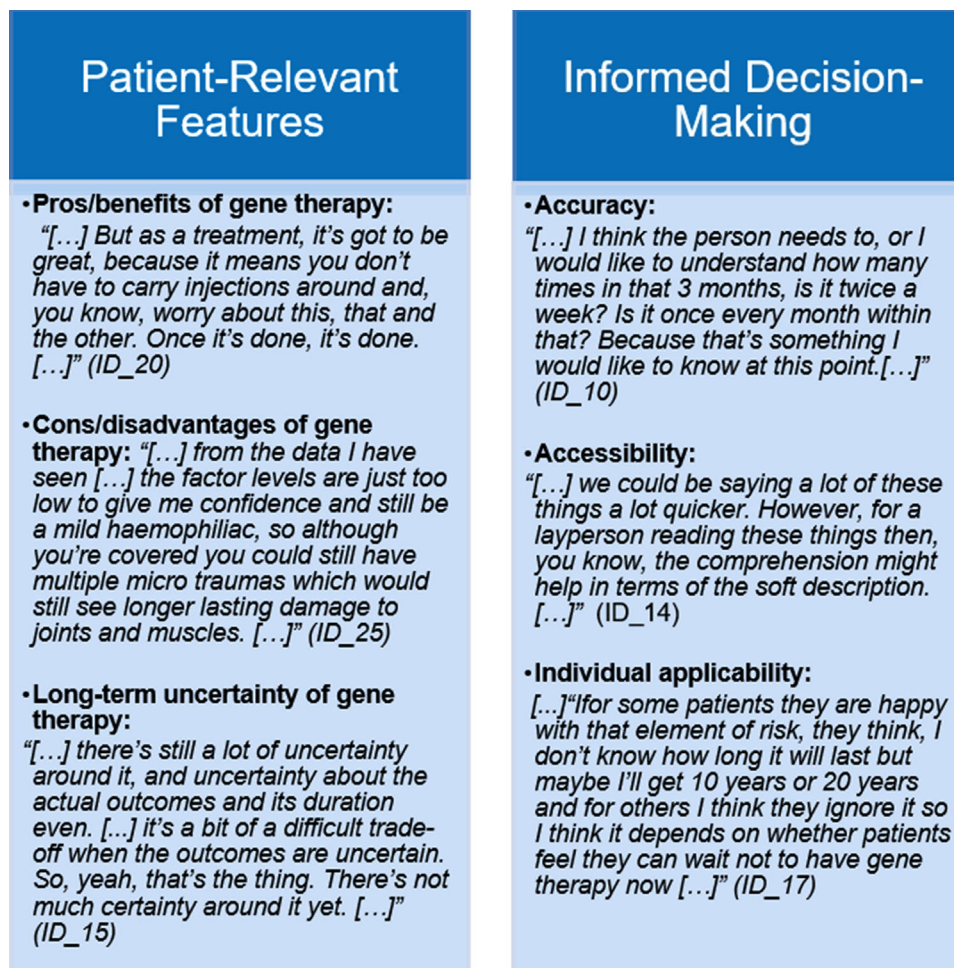 Patient-Relevant
Features
•Pros/benefits of gene therapy:
“[…] But as a treatment, it’s got to be
great, because it means you don’t
have to carry injections around and,
you know, worry about this, that and
the other. Once it’s done, it’s done.
[…]” (ID_20)
•Cons/disadvantages of gene
therapy: “[…] from the data I have
seen […] the factor levels are just too
low to give me confidence and still be
a mild haemophiliac, so although
you’re covered you could still have
multiple micro traumas which would
still see longer lasting damage to
joints and muscles. […]” (ID_25)
•Long-term uncertainty of gene
therapy:
“[…] there’s still a lot of uncertainty
around it, and uncertainty about the
actual outcomes and its duration
even. [...] it’s a bit of a difficult trade-
off when the outcomes are uncertain.
So, yeah, that’s the thing. There’s not
much certainty around it yet. […]”
(ID_15)
Informed Decision-
Making
•Accuracy:
“[…] I think the person needs to, or I
would like to understand how many
times in that 3 months, is it twice a
week? Is it once every month within
that? Because that’s something I
would like to know at this point.[…]”
(ID_10)
•Accessibility:
“[…] we could be saying a lot of these
things a lot quicker. However, for a
layperson reading these things then,
you know, the comprehension might
help in terms of the soft description.
[…]” (ID_14)
•Individual applicability:
[...]“Ifor some patients they are happy
with that element of risk, they think, I
don’t know how long it will last but
maybe I’ll get 10 years or 20 years
and for others I think they ignore it so
I think it depends on whether patients
feel they can wait not to have gene
therapy now […]” (ID_17)